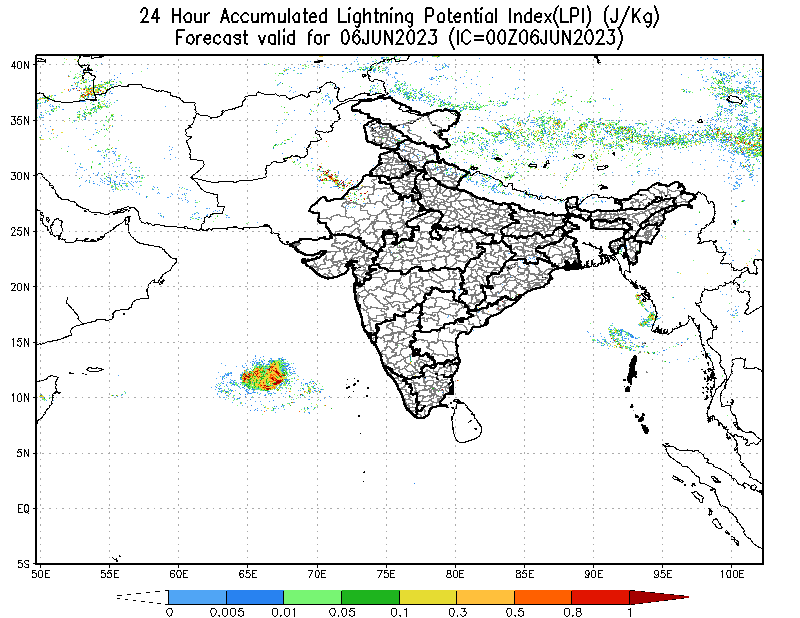 24 Hour Accumulated Lightning Potential Index(LPI) (J/Kg)
Forecast valid for 06JUN2023 (IC=00Z06JUN2023)
40N
35N
30N
25N
20N
15N
10N
5N
EQ
5S
50E 55E 60E 65E 70E 75E 80E 85E 90E 95E 100E
0 0.005 0.01 0.05 0.1 0.3 0.5 0.8 1